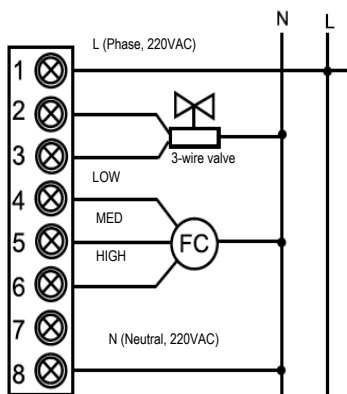 N L
L (Phase, 220VAC)
1
2
3
3-wire valve
LOW
4
MED
5
FC
HIGH
6
7
N (Neutral, 220VAC)
8